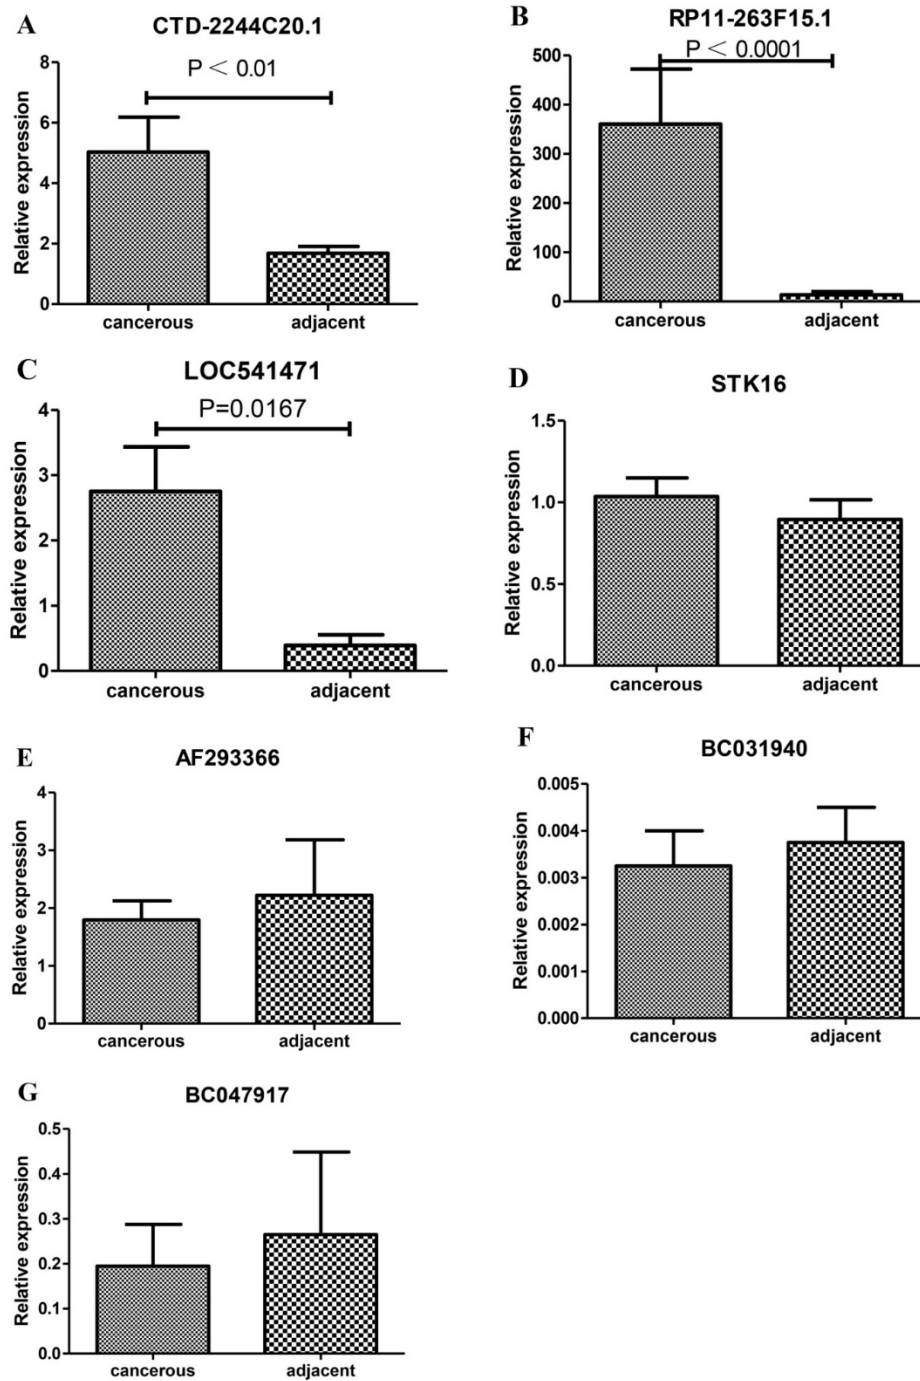 A
CTD-2244C20.1
P < 0.01
Relative expression
8
6
4
2
0
cancerous adjacent
B
RP11-263F15.1
P < 0.0001
Relative expression
500
400
300
200
100
0
cancerous adjacent
C
LOC541471
P=0.0167
Relative expression
4
3
2
1
0
cancerous adjacent
D
STK16
Relative expression
1.5
1.0
0.5
0.0
cancerous adjacent
E
AF293366
Relative expression
4
3
2
1
0
cancerous adjacent
F
BC031940
Relative expression
0.005
0.004
0.003
0.002
0.001
0.000
cancerous adjacent
G
BC047917
Relative expression
0.5
0.4
0.3
0.2
0.1
0.0
cancerous adjacent